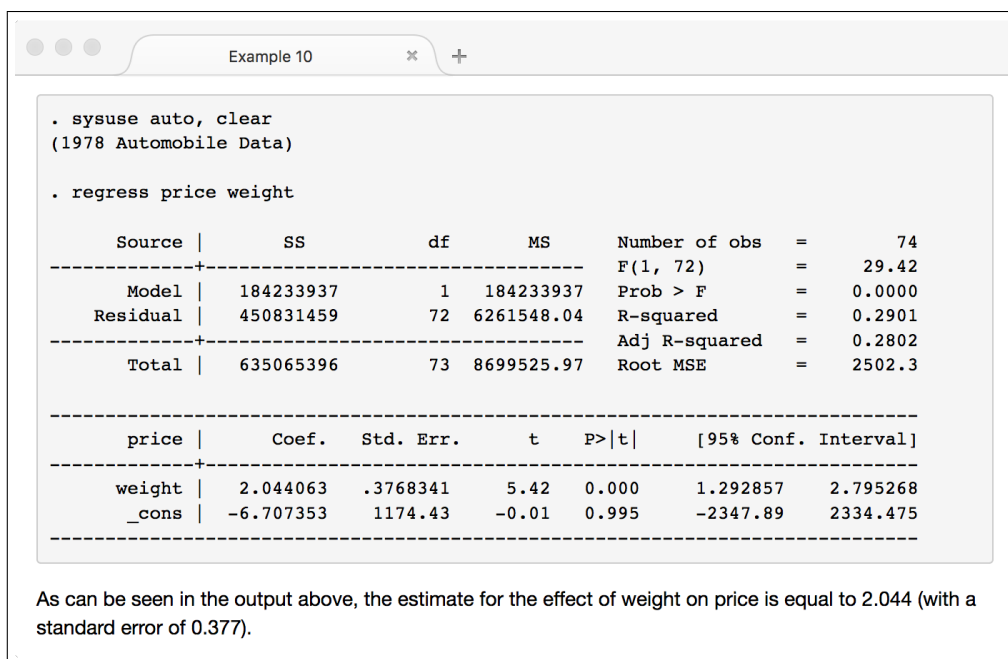 Example 10
. sysuse auto, clear
(1978 Automobile Data)
. regress price weight
      Source |       SS           df       MS      Number of obs   =        74
-------------+----------------------------------   F(1, 72)        =     29.42
       Model |   184233937         1   184233937   Prob > F        =    0.0000
    Residual |   450831459        72  6261548.04   R-squared       =    0.2901
-------------+----------------------------------   Adj R-squared   =    0.2802
       Total |   635065396        73  8699525.97   Root MSE        =    2502.3
------------------------------------------------------------------------------
       price |      Coef.   Std. Err.      t    P>|t|     [95% Conf. Interval]
-------------+----------------------------------------------------------------
      weight |   2.044063   .3768341     5.42   0.000     1.292857    2.795268
       _cons |  -6.707353    1174.43    -0.01   0.995     -2347.89    2334.475
------------------------------------------------------------------------------
As can be seen in the output above, the estimate for the effect of weight on price is equal to 2.044 (with a
standard error of 0.377).